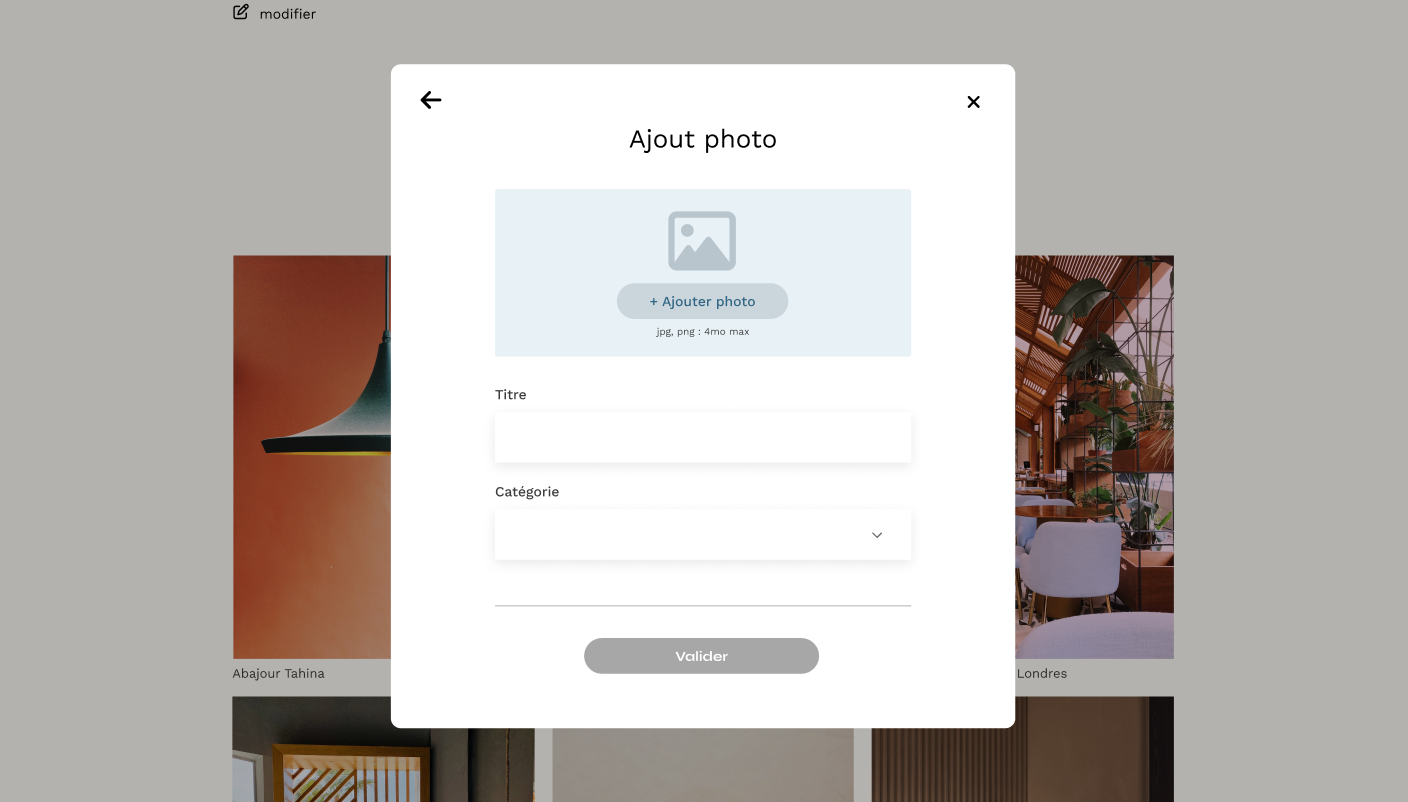 modifier
Ajout photo
+ Ajouter photo
jpg, png : 4mo max
Titre
Catégorie
Valider
Abajour Tahina
Londres